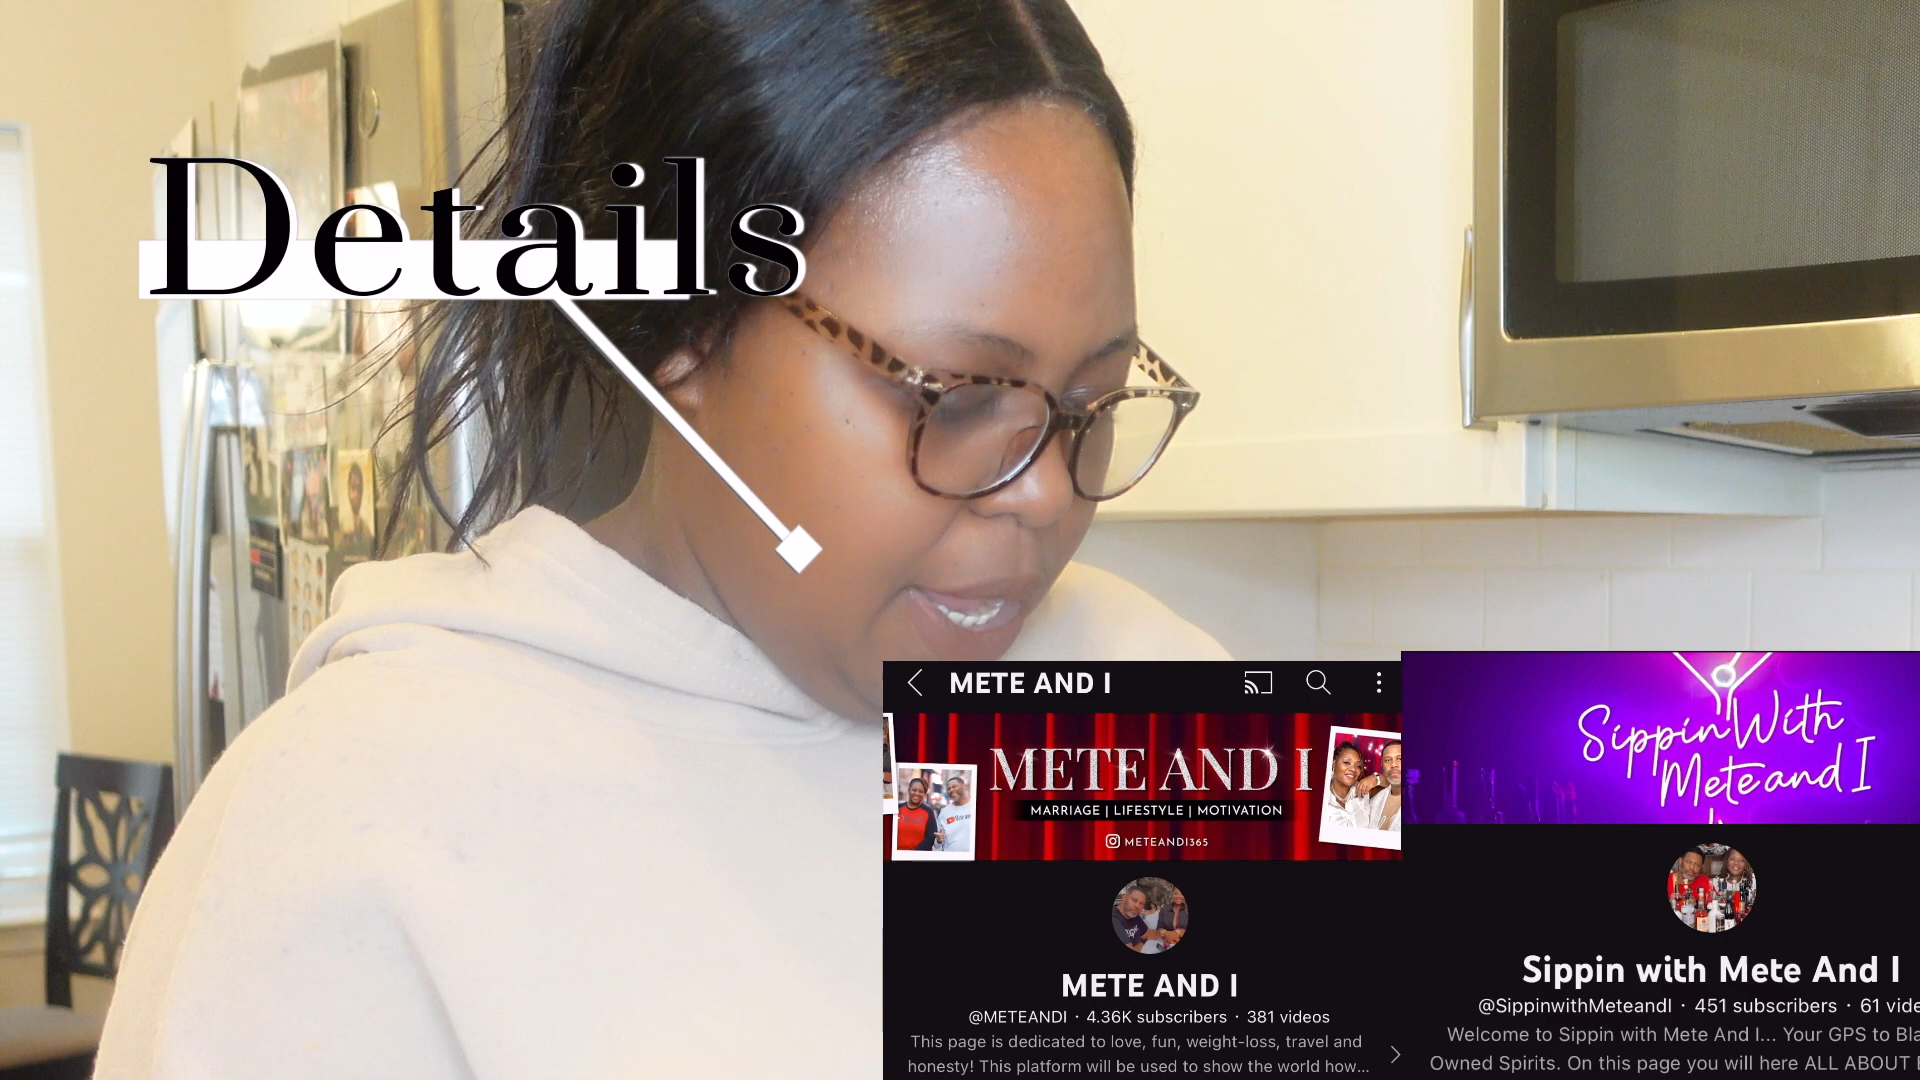 Details
METE AND I
METE AND I
MARRIAGE | LIFESTYLE | MOTIVATION
METEANDI365
METE AND I
@METEANDI · 4.36K subscribers · 381 videos
This page is dedicated to love, fun, weight-loss, travel and
honesty! This platform will be used to show the world how...
Sippin With
Mete and I
Sippin with Mete And I
@SippinwithMeteandI · 451 subscribers · 61 vide
Welcome to Sippin with Mete And I... Your GPS to Bla
Owned Spirits. On this page you will here ALL ABOUT